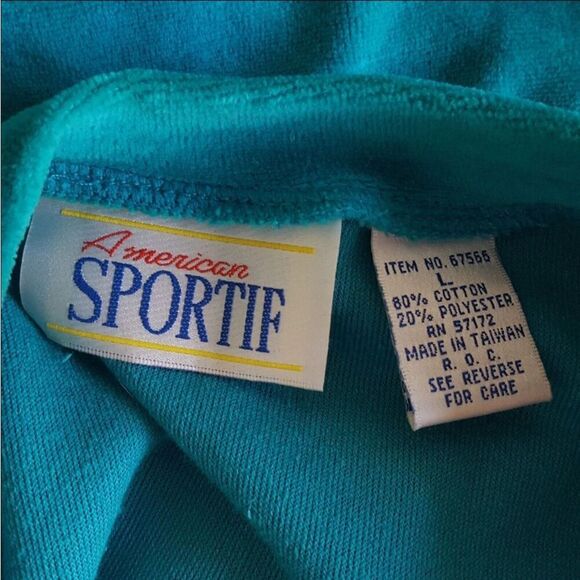 American
SPORTIF
ITEM NO. 67566
L
80% COTTON
20% POLYESTER
RN 57172
MADE IN TAIWAN
R. O. C.
SEE REVERSE
FOR CARE